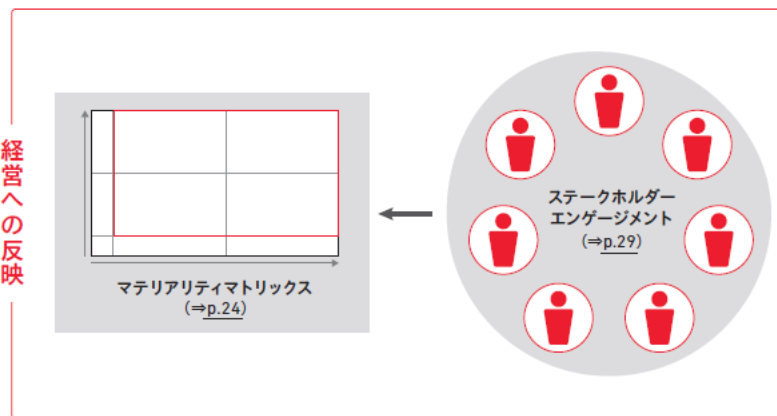 経営への反映
マテリアリティマトリックス
(⇒p.24)
ステークホルダー
エンゲージメント
(⇒p.29)